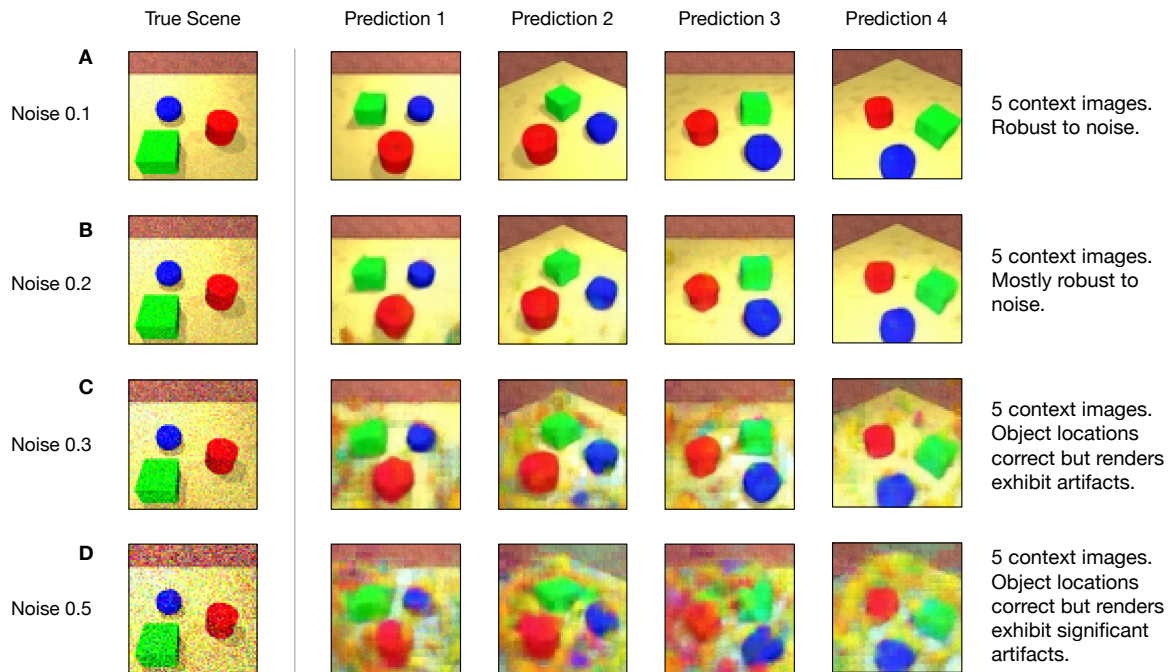 True Scene
Prediction 1
Prediction 2
Prediction 3
Prediction 4
A
Noise 0.1
5 context images.
Robust to noise.
B
Noise 0.2
5 context images.
Mostly robust to
noise.
C
Noise 0.3
5 context images.
Object locations
correct but renders
exhibit artifacts.
D
Noise 0.5
5 context images.
Object locations
correct but renders
exhibit significant
artifacts.